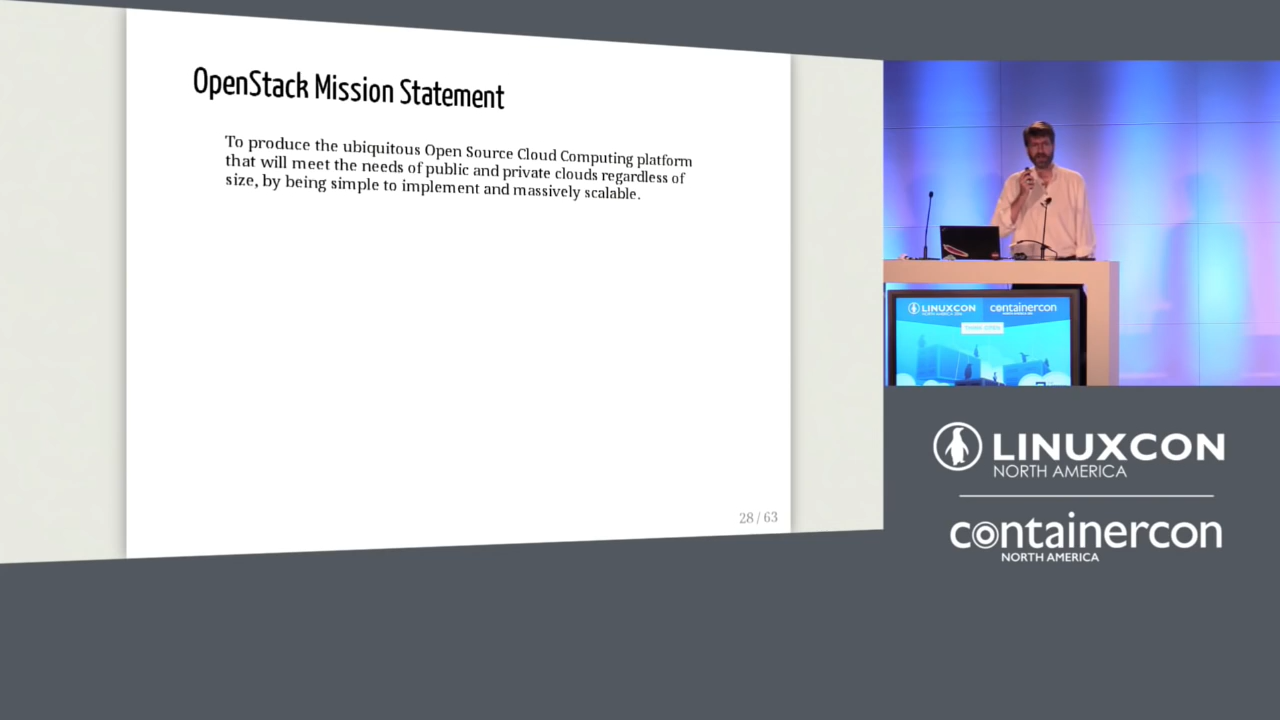 OpenStack Mission Statement
To produce the ubiquitous Open Source Cloud Computing platform
that will meet the needs of public and private clouds regardless of
size, by being simple to implement and massively scalable.
28 / 63
LINUXCON
containercon
LINUXCON
NORTH AMERICA
containercon
NORTH AMERICA